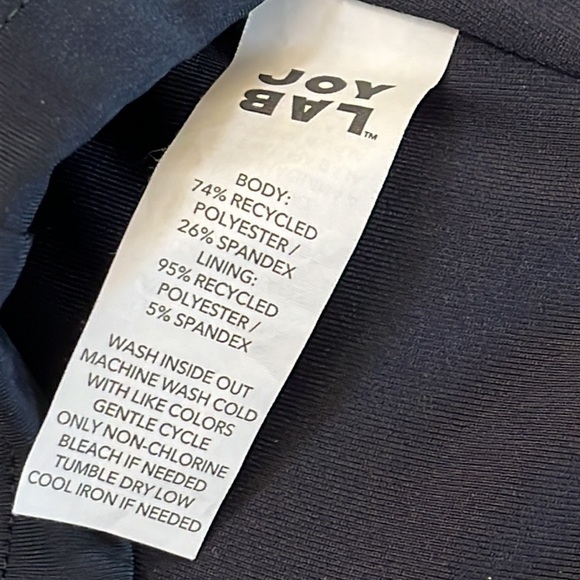 JOY
LAB™
BODY:
74% RECYCLED
POLYESTER /
26% SPANDEX
LINING:
95% RECYCLED
POLYESTER /
5% SPANDEX
WASH INSIDE OUT
MACHINE WASH COLD
WITH LIKE COLORS
GENTLE CYCLE
ONLY NON-CHLORINE
BLEACH IF NEEDED
TUMBLE DRY LOW
COOL IRON IF NEEDED